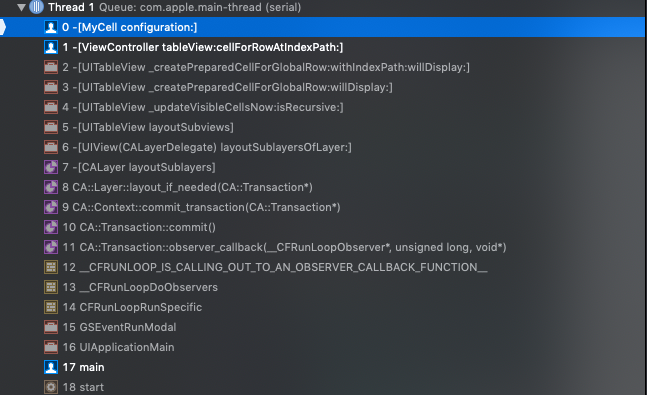 Thread 1 Queue: com.apple.main-thread (serial)
0 -[MyCell configuration:]
1 -[ViewController tableView:cellForRowAtIndexPath:]
2 -[UITableView _createPreparedCellForGlobalRow:withIndexPath:willDisplay:]
3 -[UITableView _createPreparedCellForGlobalRow:willDisplay:]
4 -[UITableView _updateVisibleCellsNow:isRecursive:]
5 -[UITableView layoutSubviews]
6 -[UIView(CALayerDelegate) layoutSublayersOfLayer:]
7 -[CALayer layoutSublayers]
8 CA::Layer::layout_if_needed(CA::Transaction*)
9 CA::Context::commit_transaction(CA::Transaction*)
10 CA::Transaction::commit()
11 CA::Transaction::observer_callback(__CFRunLoopObserver*, unsigned long, void*)
12 __CFRUNLOOP_IS_CALLING_OUT_TO_AN_OBSERVER_CALLBACK_FUNCTION__
13 __CFRunLoopDoObservers
14 CFRunLoopRunSpecific
15 GSEventRunModal
16 UIApplicationMain
17 main
18 start